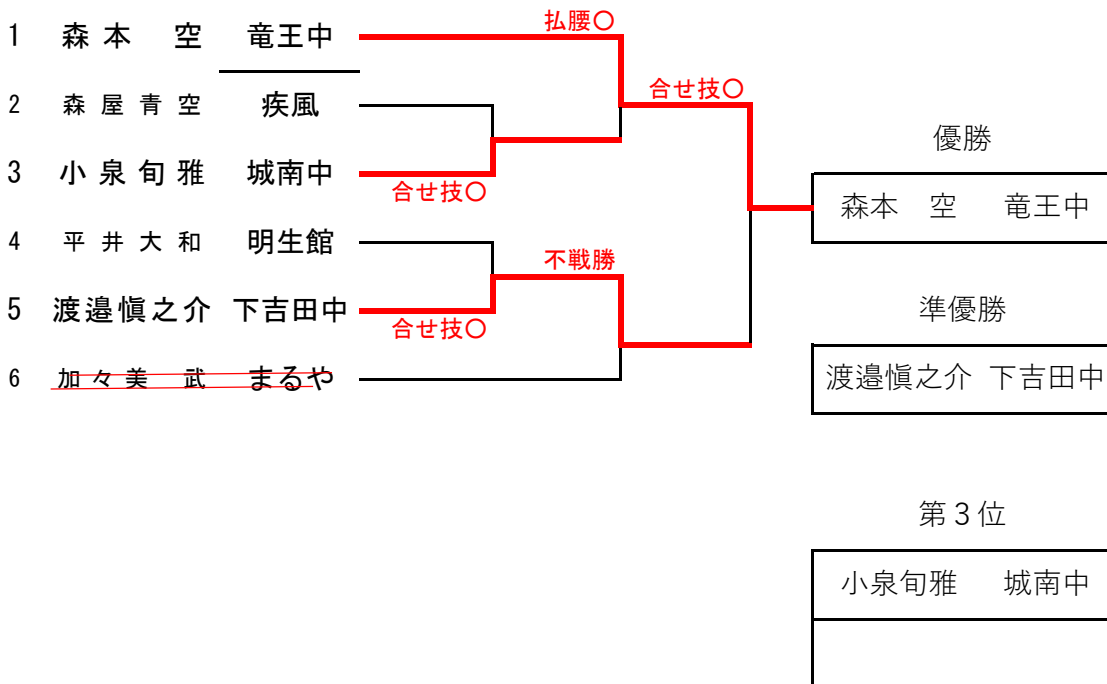 払腰〇
1 森本 空 竜王中
合せ技〇
2 森屋青空 疾風
優勝
3 小泉旬雅 城南中
合せ技〇
森本 空 竜王中
4 平井大和 明生館
不戦勝
5 渡邉愼之介 下吉田中
準優勝
合せ技〇
6 加々美 武 まるや
渡邉愼之介 下吉田中
第3位
小泉旬雅 城南中